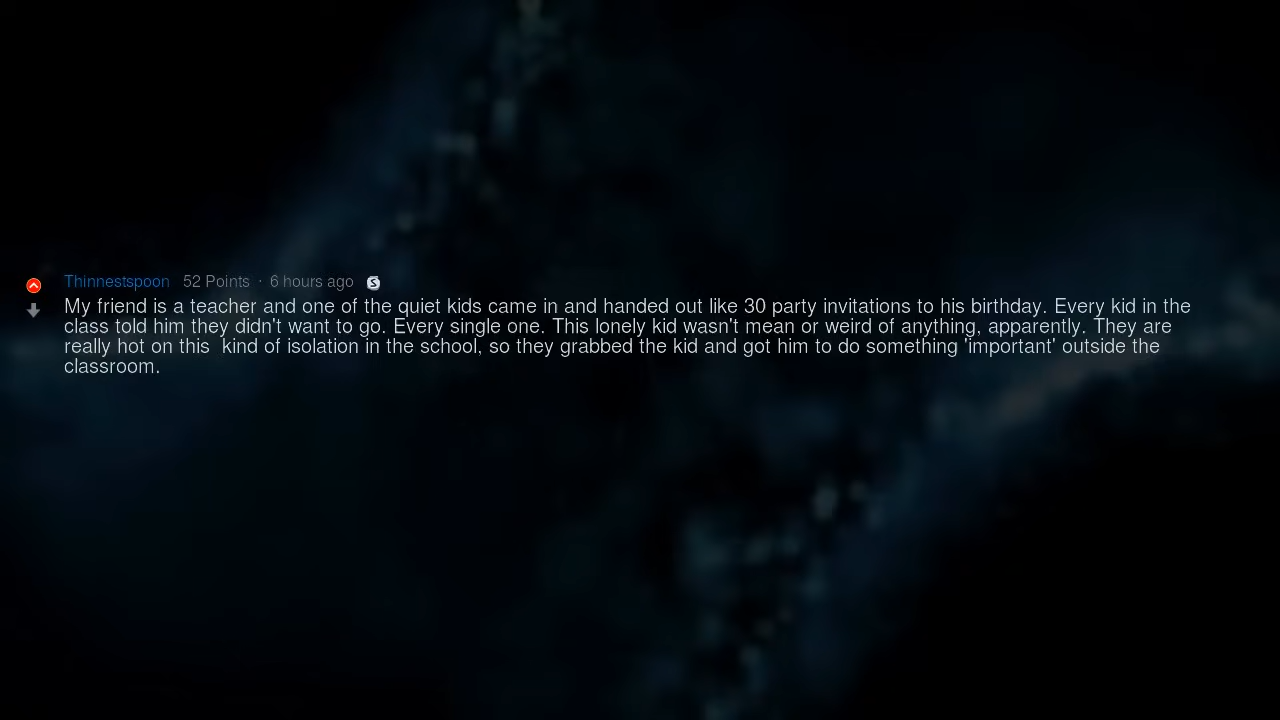 Thinnestspoon 52 Points · 6 hours ago
My friend is a teacher and one of the quiet kids came in and handed out like 30 party invitations to his birthday. Every kid in the
class told him they didn't want to go. Every single one. This lonely kid wasn't mean or weird of anything, apparently. They are
really hot on this  kind of isolation in the school, so they grabbed the kid and got him to do something 'important' outside the
classroom.